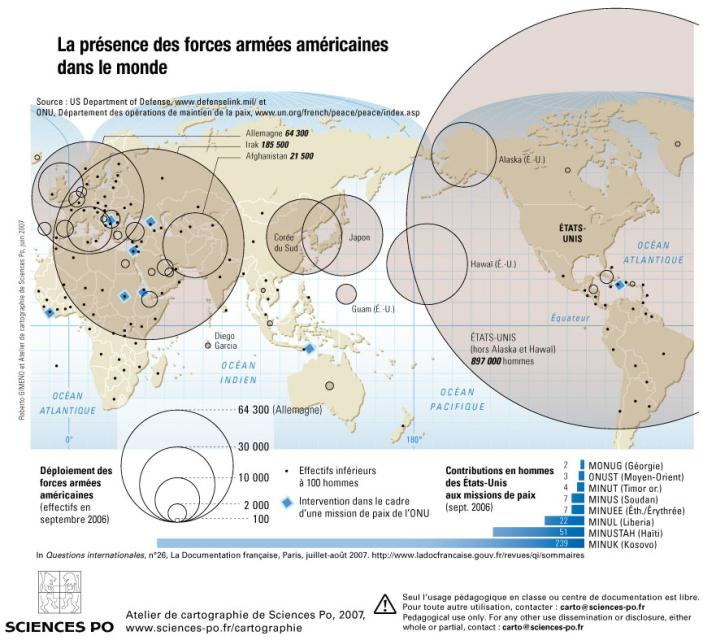 La présence des forces armées américaines
dans le monde
Source : US Department of Defense, www.defenselink.mil/ et
ONU, Département des opérations de maintien de la paix, www.un.org/french/peace/peace/index.asp
Allemagne 64 300
Irak 185 500
Afghanistan 21 500
Alaska (É.-U.)
ÉTATS-
UNIS
OCÉAN
ATLANTIQUE
Corée
du Sud
Japon
Hawaï (É.-U.)
Guam (É.-U.)
Équateur
Diego
Garcia
ÉTATS-UNIS
(hors Alaska et Hawaï)
897 000 hommes
OCÉAN
INDIEN
OCÉAN
ATLANTIQUE
OCÉAN
PACIFIQUE
0°
180°
Roberto GIMENO et Atelier de cartographie de Sciences Po, juin 2007
Déploiement des
forces armées
américaines
(effectifs en
septembre 2006)
64 300 (Allemagne)
30 000
10 000
2 000
100
Effectifs inférieurs
à 100 hommes
Intervention dans le cadre
d'une mission de paix de l'ONU
Contributions en hommes
des États-Unis
aux missions de paix
(sept. 2006)
2 MONUG (Géorgie)
3 ONUST (Moyen-Orient)
4 MINUT (Timor or.)
7 MINUS (Soudan)
7 MINUEE (Éth./Érythrée)
22 MINUL (Liberia)
51 MINUSTAH (Haïti)
239 MINUK (Kosovo)
In Questions internationales, n°26, La Documentation française, Paris, juillet-août 2007. http://www.ladocfrancaise.gouv.fr/revues/qi/sommaires
SCIENCES PO
Atelier de cartographie de Sciences Po, 2007,
www.sciences-po.fr/cartographie
Seul l'usage pédagogique en classe ou centre de documentation est libre.
Pour toute autre utilisation, contacter : carto@sciences-po.fr
Pedagogical use only. For any other use dissemination or disclosure, either
whole or partial, contact : carto@sciences-po.fr